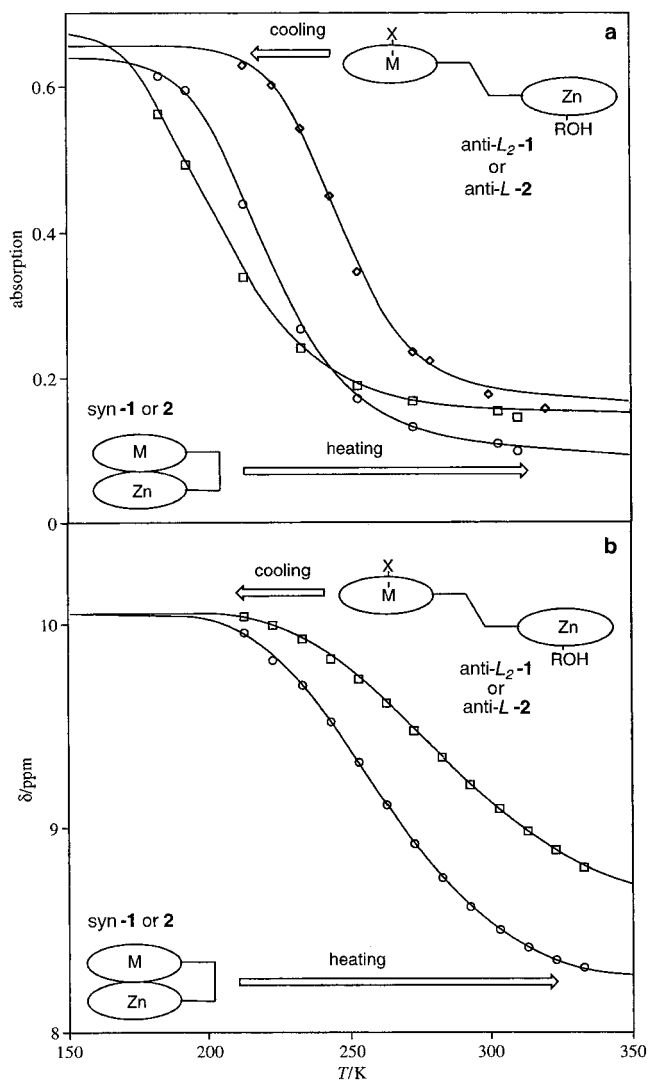 a
cooling
X
M
Zn
ROH
anti-L2-1
or
anti-L-2
0.6
0.4
0.2
0
absorption
syn-1 or 2
M
Zn
heating
b
cooling
X
M
Zn
ROH
anti-L2-1
or
anti-L-2
10
9
8
δ/ppm
syn-1 or 2
M
Zn
heating
150 200 250 300 350
T/K